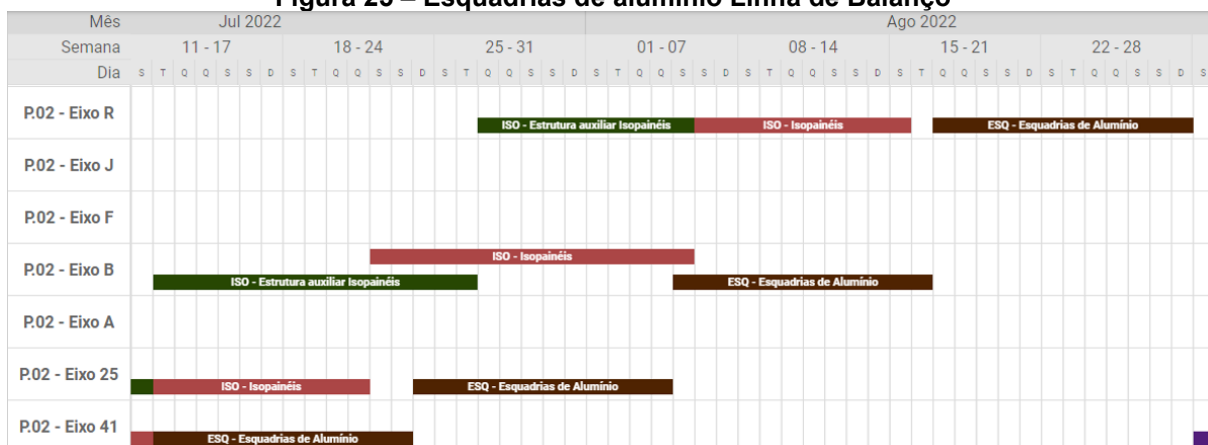 Figura 25 – Esquadrias de alumínio Linha de Balanço
Mês Jul 2022 Ago 2022
Semana 11 - 17 18 - 24 25 - 31 01 - 07 08 - 14 15 - 21 22 - 28
Dia S T Q Q S S D S T Q Q S S D S T Q Q S S D S T Q Q S S D S T Q Q S S D S T Q Q S S D S T Q Q S S D S
P.02 - Eixo R
ISO - Estrutura auxiliar Isopainéis ISO - Isopainéis ESQ - Esquadrias de Alumínio
P.02 - Eixo J
P.02 - Eixo F
ISO - Isopainéis
P.02 - Eixo B
ISO - Estrutura auxiliar Isopainéis ESQ - Esquadrias de Alumínio
P.02 - Eixo A
P.02 - Eixo 25
ISO - Isopainéis ESQ - Esquadrias de Alumínio
P.02 - Eixo 41
ESQ - Esquadrias de Alumínio